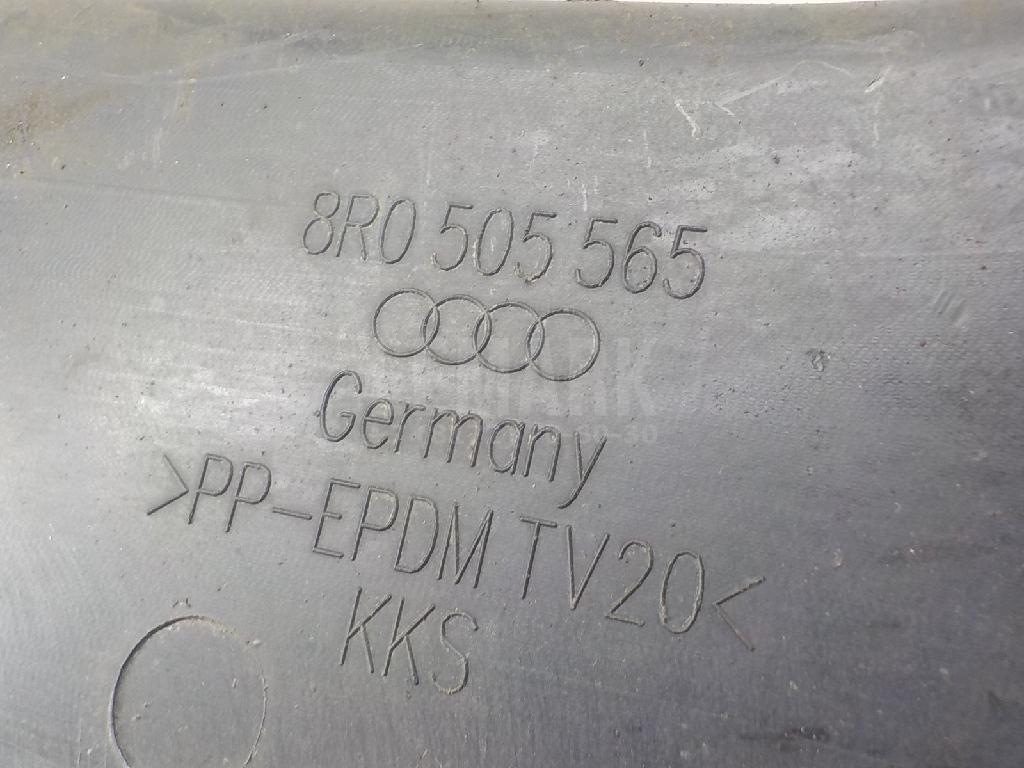 8R0 505 565
Germany
>PP-EPDM TV20<
KKS